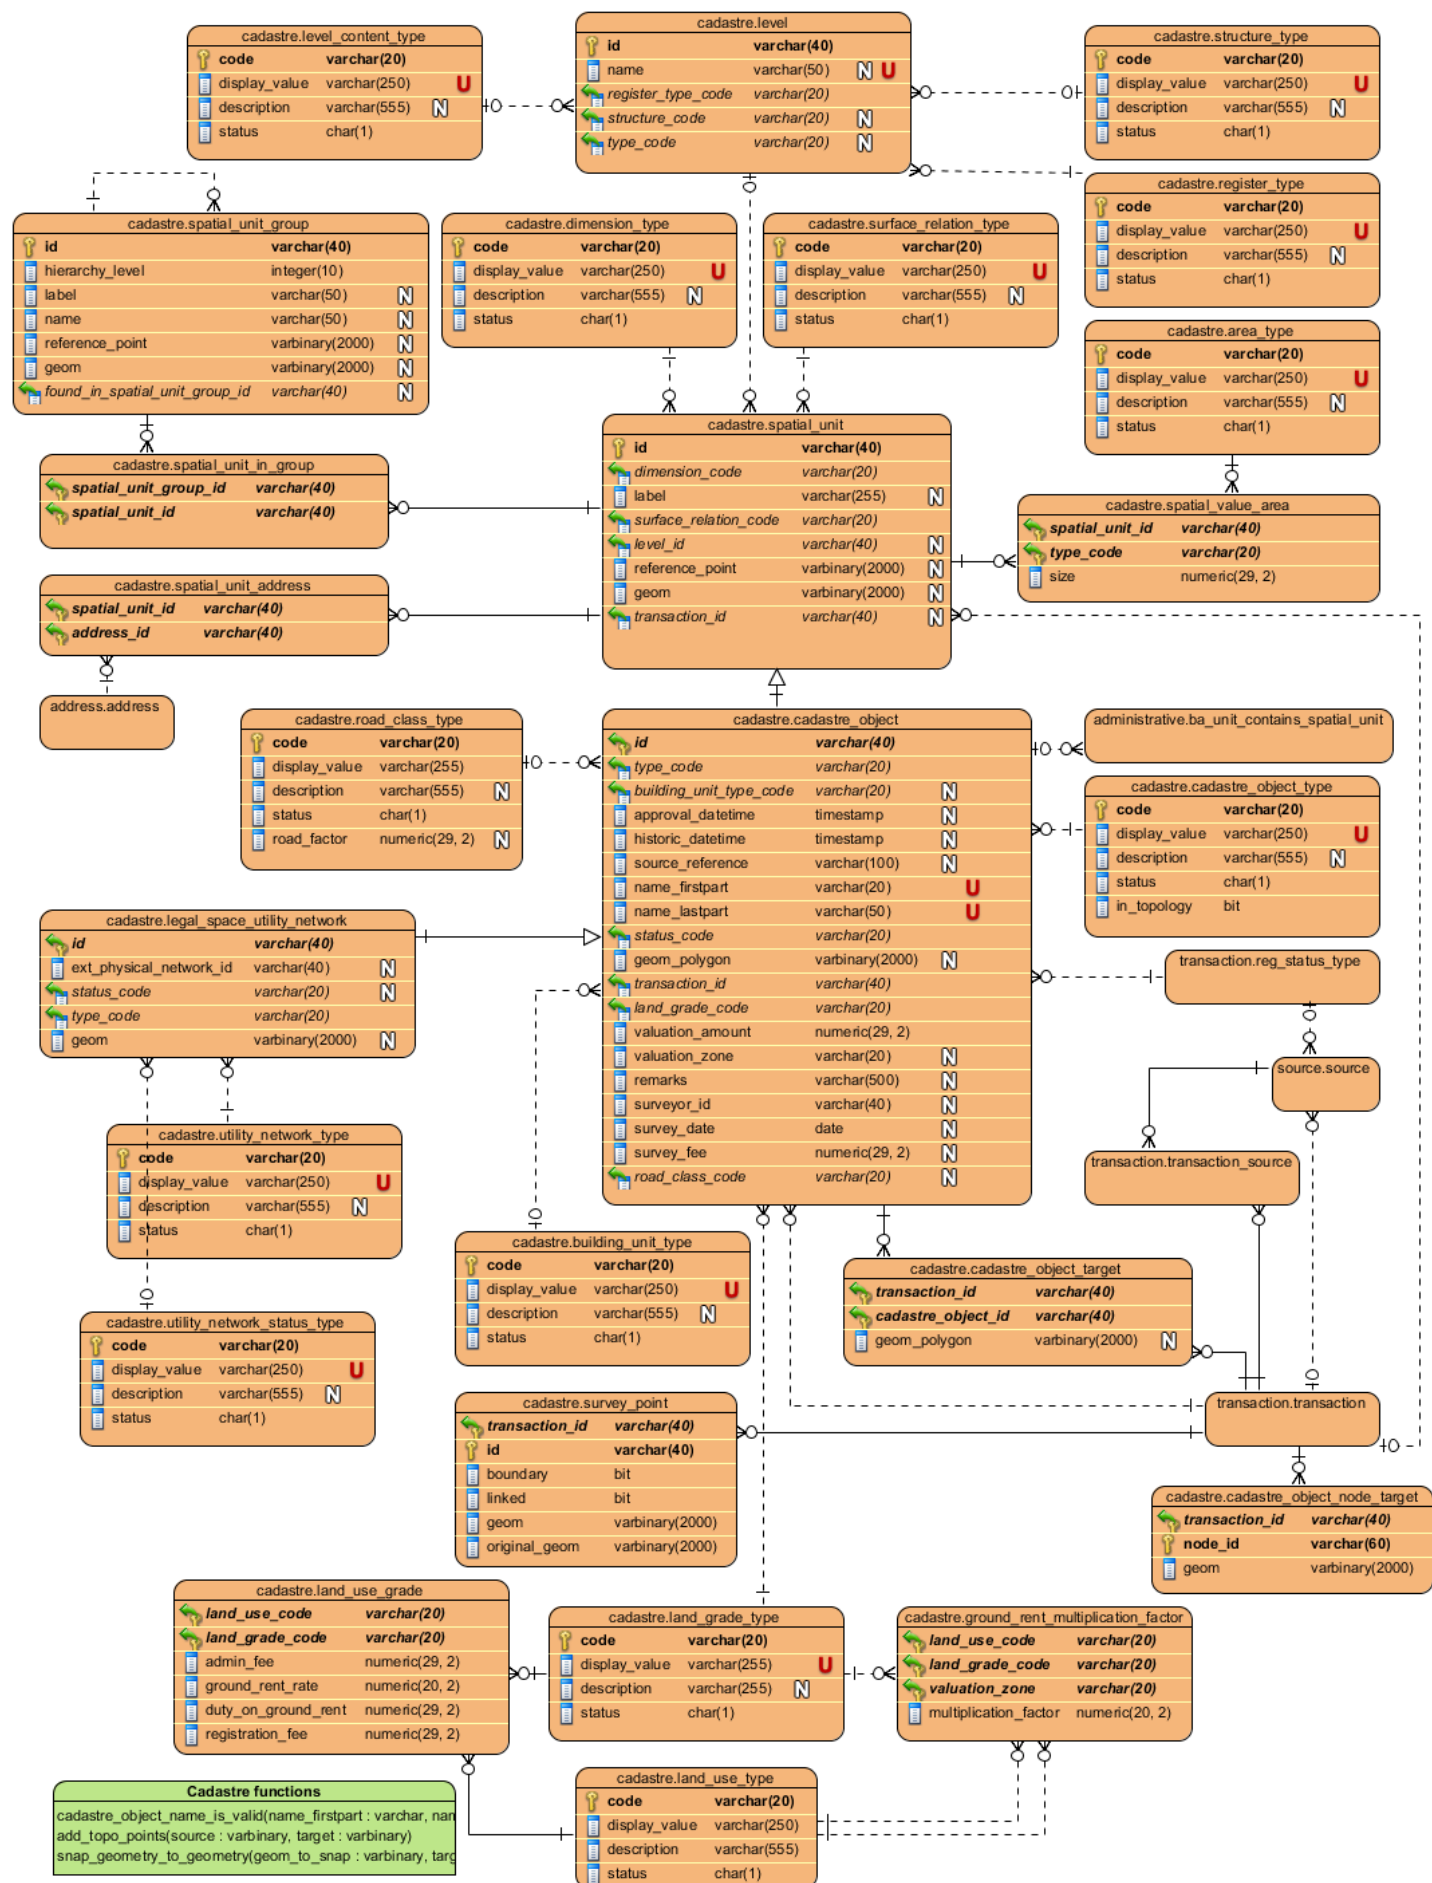 cadastre.level_content_type
code varchar(20)
display_value varchar(250) U
description varchar(555) N
status char(1)
cadastre.level
id varchar(40)
name varchar(50) N U
register_type_code varchar(20)
structure_code varchar(20) N
type_code varchar(20) N
cadastre.structure_type
code varchar(20)
display_value varchar(250) U
description varchar(555) N
status char(1)
cadastre.register_type
code varchar(20)
display_value varchar(250) U
description varchar(555) N
status char(1)
cadastre.spatial_unit_group
id varchar(40)
hierarchy_level integer(10)
label varchar(50) N
name varchar(50) N
reference_point varbinary(2000) N
geom varbinary(2000) N
found_in_spatial_unit_group_id varchar(40) N
cadastre.dimension_type
code varchar(20)
display_value varchar(250) U
description varchar(555) N
status char(1)
cadastre.surface_relation_type
code varchar(20)
display_value varchar(250) U
description varchar(555) N
status char(1)
cadastre.area_type
code varchar(20)
display_value varchar(250) U
description varchar(555) N
status char(1)
cadastre.spatial_unit_in_group
spatial_unit_group_id varchar(40)
spatial_unit_id varchar(40)
cadastre.spatial_unit
id varchar(40)
dimension_code varchar(20)
label varchar(255) N
surface_relation_code varchar(20)
level_id varchar(40) N
reference_point varbinary(2000) N
geom varbinary(2000) N
transaction_id varchar(40) N
cadastre.spatial_value_area
spatial_unit_id varchar(40)
type_code varchar(20)
size numeric(29, 2)
cadastre.spatial_unit_address
spatial_unit_id varchar(40)
address_id varchar(40)
address.address
cadastre.road_class_type
code varchar(20)
display_value varchar(255)
description varchar(555) N
status char(1)
road_factor numeric(29, 2) N
cadastre.cadastre_object
id varchar(40)
type_code varchar(20)
building_unit_type_code varchar(20) N
approval_datetime timestamp N
historic_datetime timestamp N
source_reference varchar(100) N
name_firstpart varchar(20) U
name_lastpart varchar(50) U
status_code varchar(20)
geom_polygon varbinary(2000) N
transaction_id varchar(40)
land_grade_code varchar(20)
valuation_amount numeric(29, 2)
valuation_zone varchar(20) N
remarks varchar(500) N
surveyor_id varchar(40) N
survey_date date N
survey_fee numeric(29, 2) N
road_class_code varchar(20) N
administrative.ba_unit_contains_spatial_unit
cadastre.cadastre_object_type
code varchar(20)
display_value varchar(250) U
description varchar(555) N
status char(1)
in_topology bit
cadastre.legal_space_utility_network
id varchar(40)
ext_physical_network_id varchar(40) N
status_code varchar(20) N
type_code varchar(20)
geom varbinary(2000) N
transaction.reg_status_type
source.source
transaction.transaction_source
cadastre.utility_network_type
code varchar(20)
display_value varchar(250) U
description varchar(555) N
status char(1)
cadastre.building_unit_type
code varchar(20)
display_value varchar(250) U
description varchar(555) N
status char(1)
cadastre.cadastre_object_target
transaction_id varchar(40)
cadastre_object_id varchar(40)
geom_polygon varbinary(2000) N
cadastre.utility_network_status_type
code varchar(20)
display_value varchar(250) U
description varchar(555) N
status char(1)
cadastre.survey_point
transaction_id varchar(40)
id varchar(40)
boundary bit
linked bit
geom varbinary(2000)
original_geom varbinary(2000)
transaction.transaction
cadastre.cadastre_object_node_target
transaction_id varchar(40)
node_id varchar(60)
geom varbinary(2000)
cadastre.land_use_grade
land_use_code varchar(20)
land_grade_code varchar(20)
admin_fee numeric(29, 2)
ground_rent_rate numeric(20, 2)
duty_on_ground_rent numeric(29, 2)
registration_fee numeric(29, 2)
cadastre.land_grade_type
code varchar(20)
display_value varchar(255) U
description varchar(255) N
status char(1)
cadastre.ground_rent_multiplication_factor
land_use_code varchar(20)
land_grade_code varchar(20)
valuation_zone varchar(20)
multiplication_factor numeric(20, 2)
Cadastre functions
cadastre_object_name_is_valid(name_firstpart : varchar, nan
add_topo_points(source : varbinary, target : varbinary)
snap_geometry_to_geometry(geom_to_snap : varbinary, targ
cadastre.land_use_type
code varchar(20)
display_value varchar(250)
description varchar(555)
status char(1)